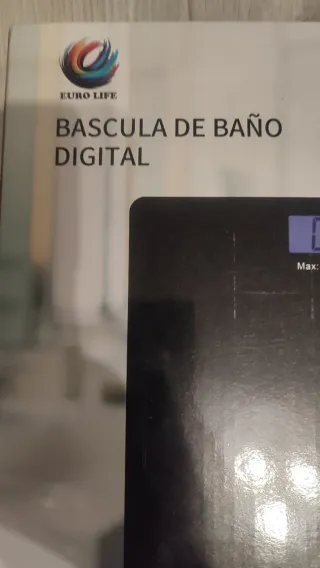 EURO LIFE
BASCULA DE BAÑO
DIGITAL
Max: